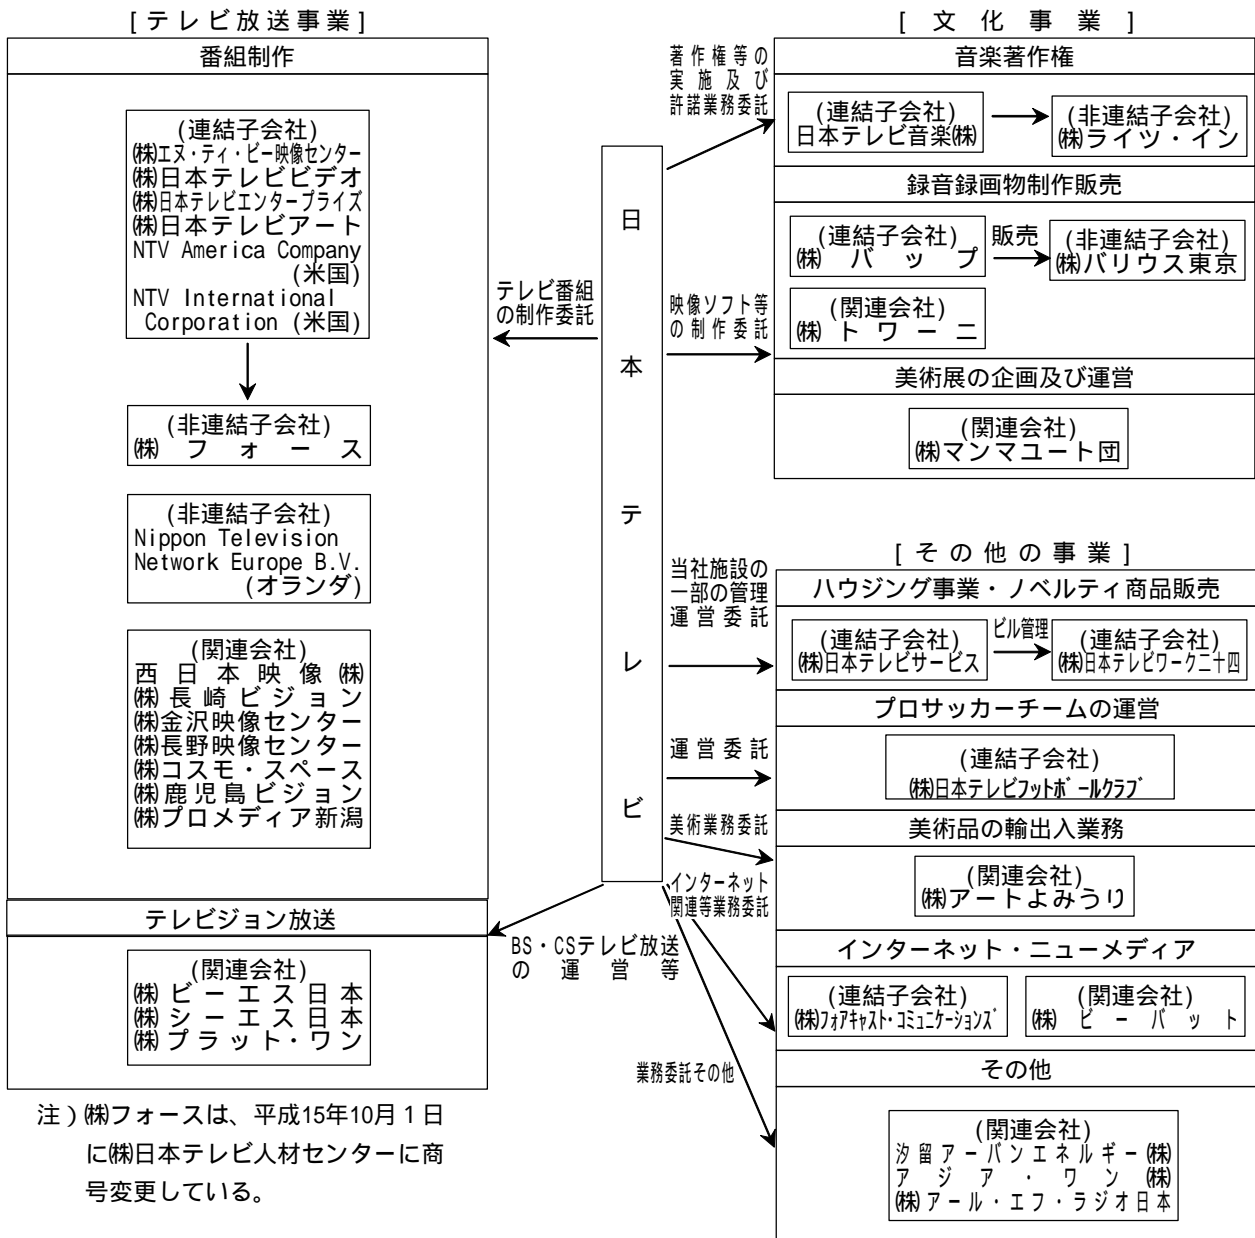 [テレビ放送事業]
番組制作
(連結子会社)
㈱エヌ・ティ・ビー映像センター
㈱日本テレビビデオ
㈱日本テレビエンタープライズ
㈱日本テレビアート
NTV America Company
(米国)
NTV International
Corporation (米国)
(非連結子会社)
㈱フォース
(非連結子会社)
Nippon Television
Network Europe B.V.
(オランダ)
(関連会社)
西日本映像㈱
㈱長崎ビジョン
㈱金沢映像センター
㈱長野映像センター
㈱コスモ・スペース
㈱鹿児島ビジョン
㈱プロメディア新潟
テレビジョン放送
(関連会社)
㈱ビーエス日本
㈱シーエス日本
㈱プラット・ワン
注)㈱フォースは、平成15年10月1日
に㈱日本テレビ人材センターに商
号変更している。
テレビ番組
の制作委託
日本テレビ
BS・CSテレビ放送
の運営等
著作権等の
実施及び
許諾業務委託
映像ソフト等
の制作委託
当社施設の
一部の管理
運営委託
運営委託
美術業務委託
インターネット
関連等業務委託
業務委託その他
[文化事業]
音楽著作権
(連結子会社)
日本テレビ音楽㈱
(非連結子会社)
㈱ライツ・イン
録音録画物制作販売
(連結子会社)
㈱バップ
販売
(非連結子会社)
㈱バリウス東京
(関連会社)
㈱トワーニ
美術展の企画及び運営
(関連会社)
㈱マンマユート団
[その他の事業]
ハウジング事業・ノベルティ商品販売
(連結子会社)
㈱日本テレビサービス
ビル管理
(連結子会社)
㈱日本テレビワーク二十四
プロサッカーチームの運営
(連結子会社)
㈱日本テレビフットボールクラブ
美術品の輸出入業務
(関連会社)
㈱アートよみうり
インターネット・ニューメディア
(連結子会社)
㈱フォアキャスト・コミュニケーションズ
(関連会社)
㈱ビーバット
その他
(関連会社)
汐留アーバンエネルギー㈱
アジア・ワン㈱
㈱アール・エフ・ラジオ日本